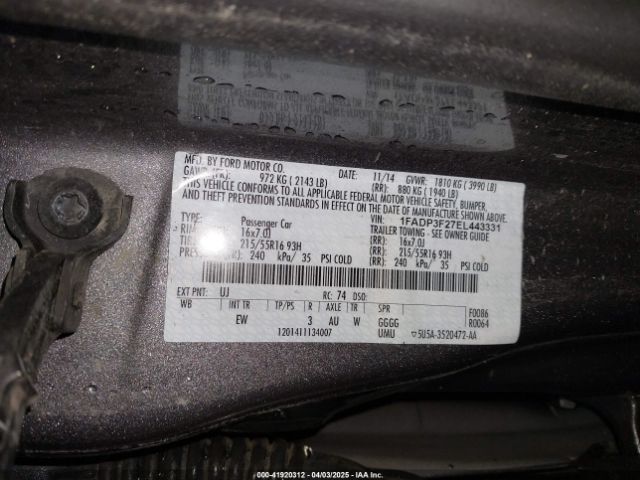 MFG. BY FORD MOTOR CO.
DATE: 11/14 GVWR: 1810 KG ( 3990 LB)
972 KG ( 2143 LB) (RR): 880 KG ( 1940 LB)
THIS VEHICLE CONFORMS TO ALL APPLICABLE FEDERAL MOTOR VEHICLE SAFETY, BUMPER,
AND THEFT PREVENTION STANDARDS IN EFFECT ON THE DATE OF MANUFACTURE SHOWN ABOVE.
VIN: 1FADP3F27EL443331
TYPE: Passenger Car TRAILER TOWING - SEE OWNER GUIDE
16x7.0J (RR): 16x7.0J
215/55R16 93H (RR): 215/55R16 93H
240 kPa/ 35 PSI COLD (RR): 240 kPa/ 35 PSI COLD
EXT PNT: UJ RC: 74 DSO:
WB INT TR TP/PS R AXLE TR SPR F0086
EW 3 AU W GGGG R0064
UMU
1201411134007 ▽5U5A-3520472-AA
000-41920312 - 04/03/2025 - IAA Inc.